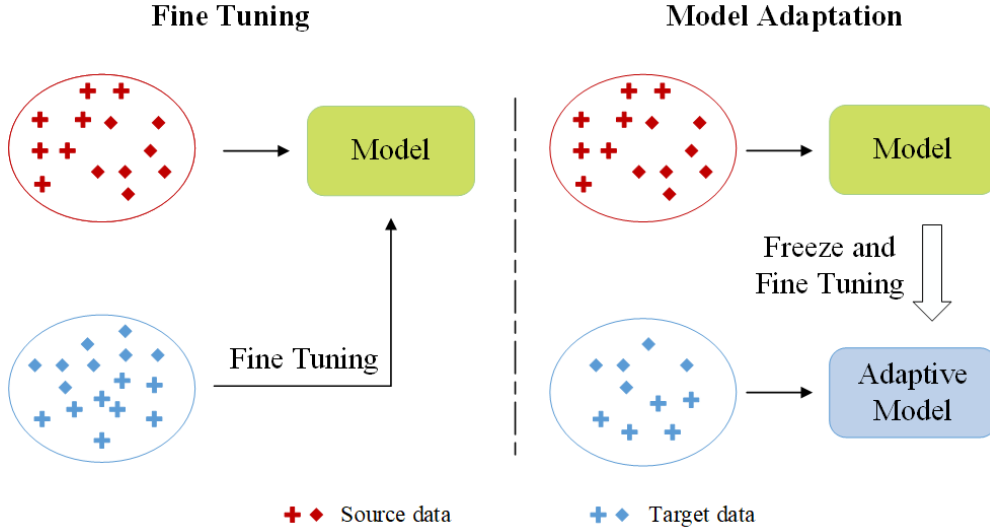 Fine Tuning
Model Adaptation
Model
Model
Fine Tuning
Freeze and
Fine Tuning
Adaptive
Model
Source data
Target data